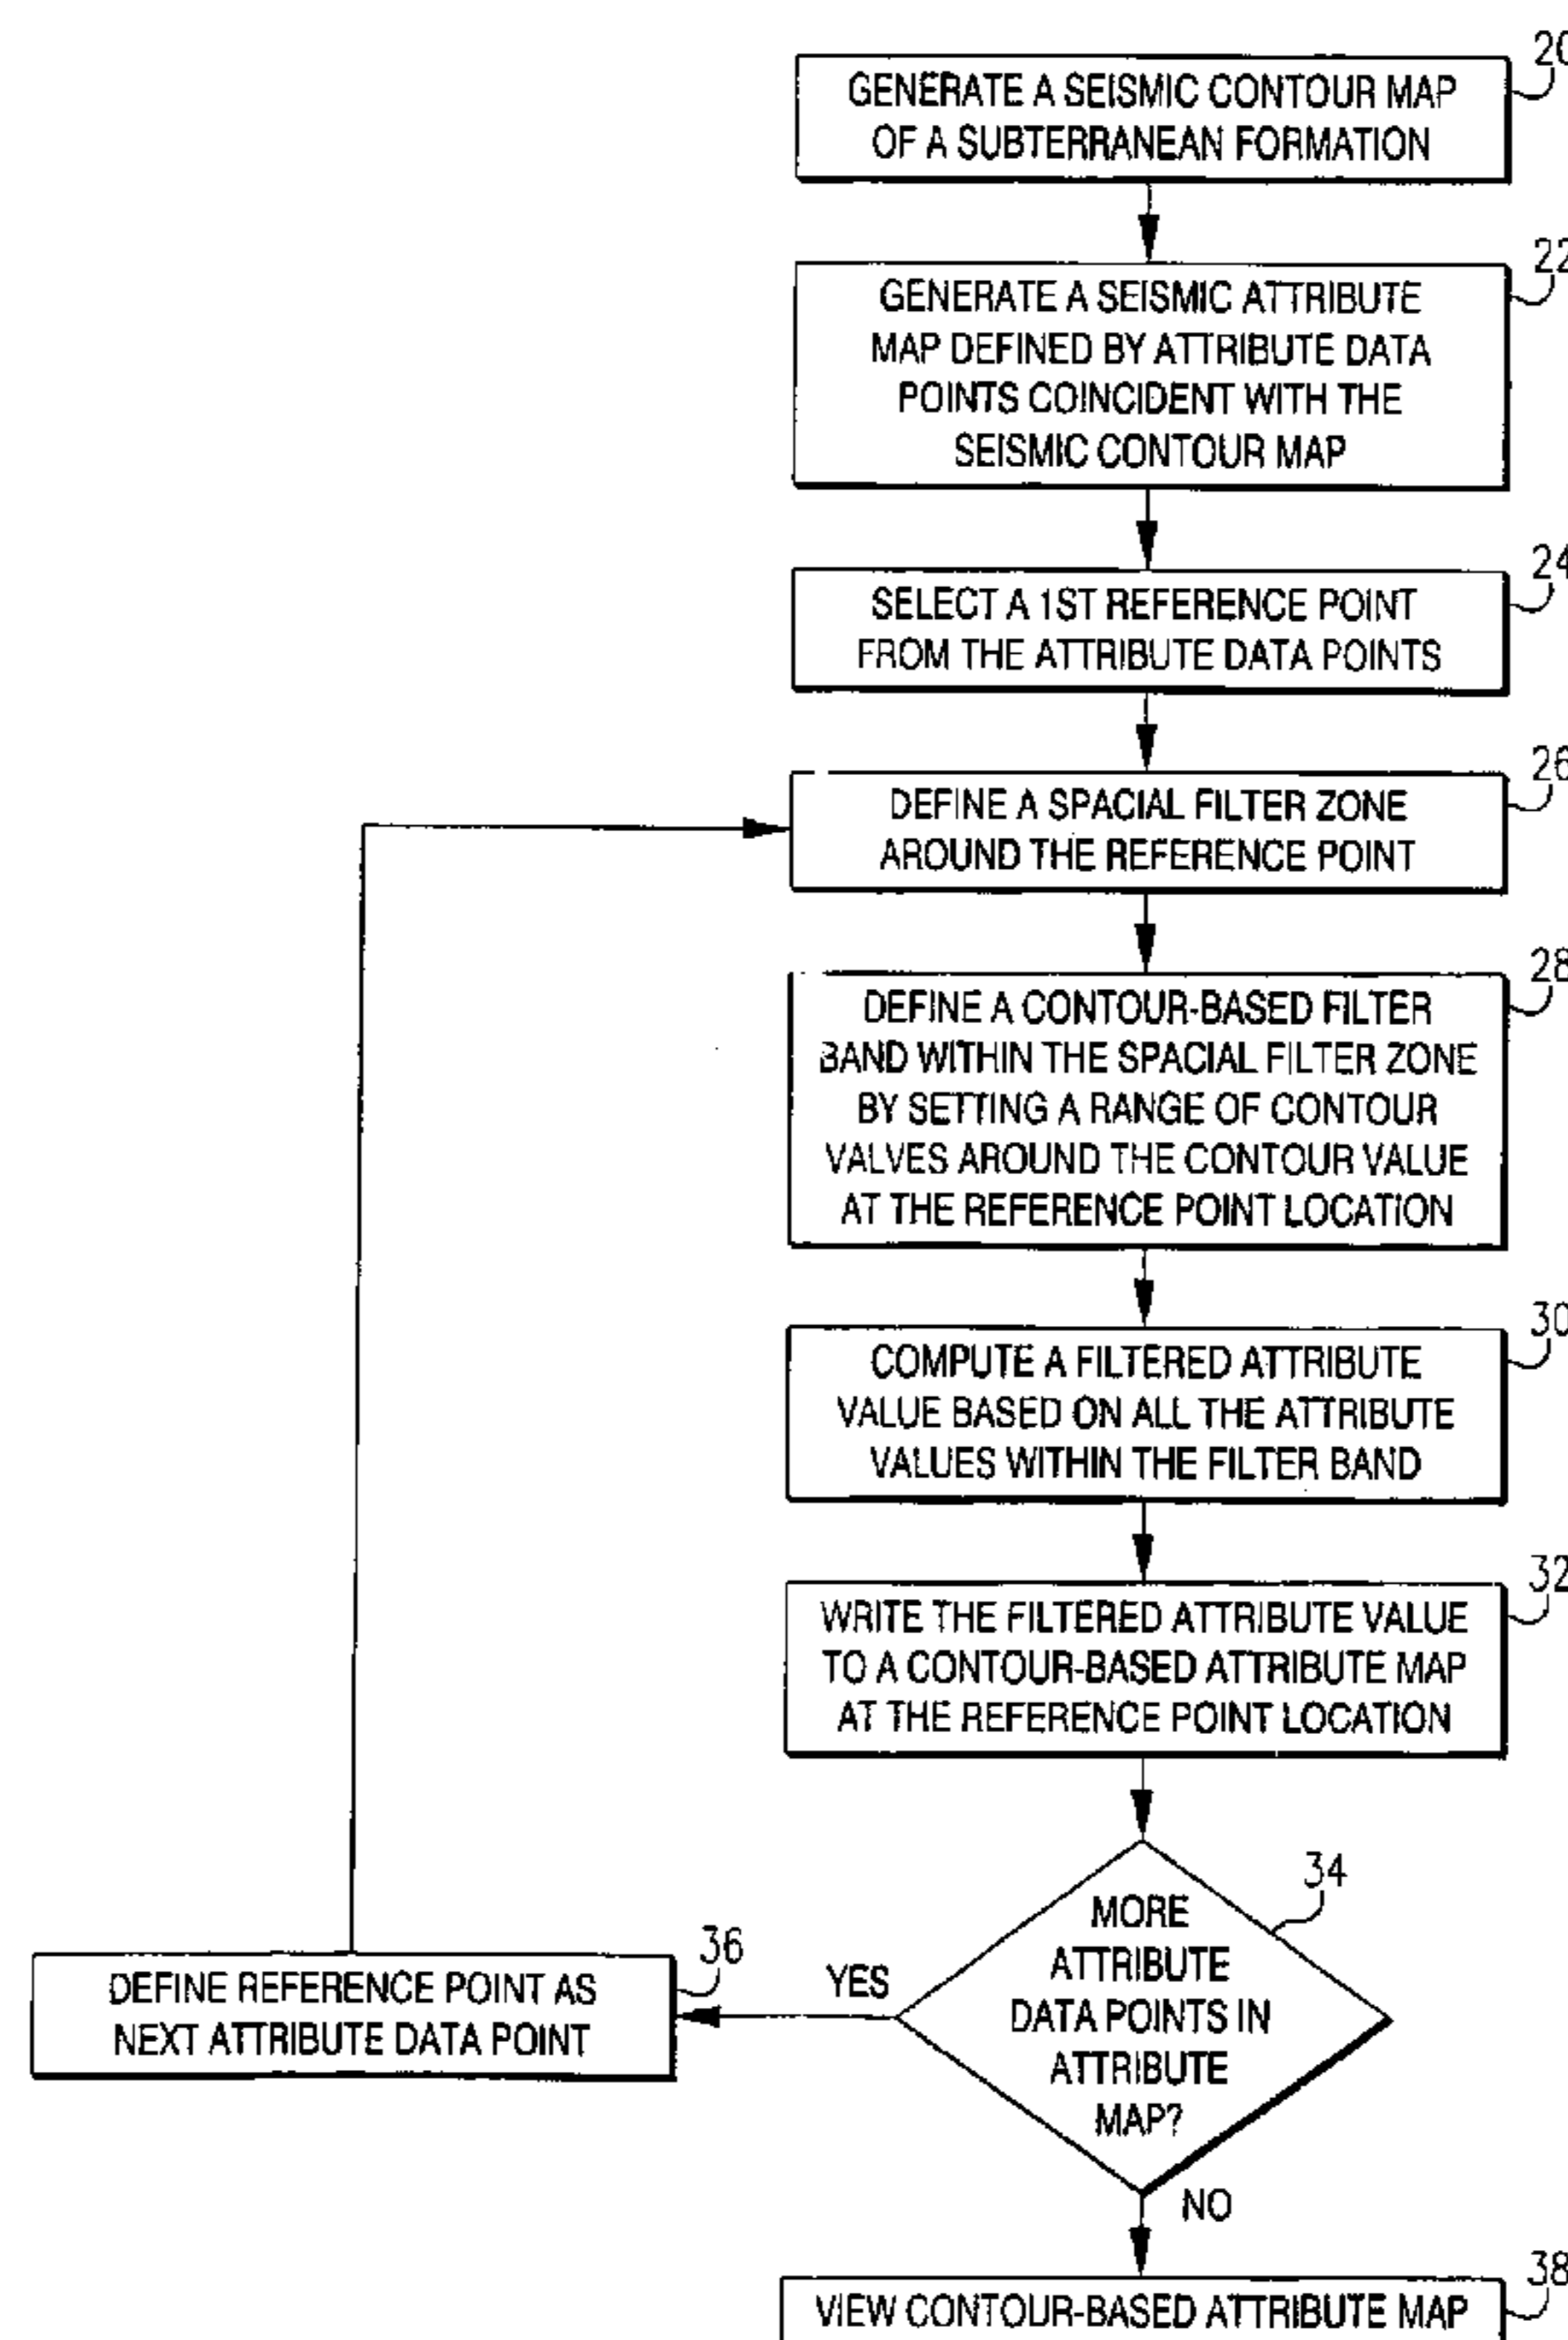 20
GENERATE A SEISMIC CONTOUR MAP
OF A SUBTERRANEAN FORMATION
22
GENERATE A SEISMIC ATTRIBUTE
MAP DEFINED BY ATTRIBUTE DATA
POINTS COINCIDENT WITH THE
SEISMIC CONTOUR MAP
24
SELECT A 1ST REFERENCE POINT
FROM THE ATTRIBUTE DATA POINTS
26
DEFINE A SPACIAL FILTER ZONE
AROUND THE REFERENCE POINT
28
DEFINE A CONTOUR-BASED FILTER
BAND WITHIN THE SPACIAL FILTER ZONE
BY SETTING A RANGE OF CONTOUR
VALVES AROUND THE CONTOUR VALUE
AT THE REFERENCE POINT LOCATION
30
COMPUTE A FILTERED ATTRIBUTE
VALUE BASED ON ALL THE ATTRIBUTE
VALUES WITHIN THE FILTER BAND
32
WRITE THE FILTERED ATTRIBUTE VALUE
TO A CONTOUR-BASED ATTRIBUTE MAP
AT THE REFERENCE POINT LOCATION
34
MORE
ATTRIBUTE
DATA POINTS IN
ATTRIBUTE
MAP?
YES
36
DEFINE REFERENCE POINT AS
NEXT ATTRIBUTE DATA POINT
NO
38
VIEW CONTOUR-BASED ATTRIBUTE MAP